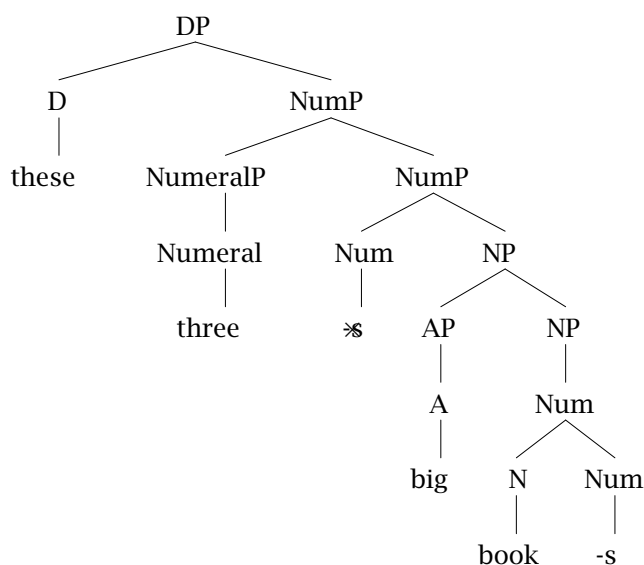 DP
D NumP
these NumeralP NumP
Numeral Num NP
three -s AP NP
A Num
big N Num
book -s